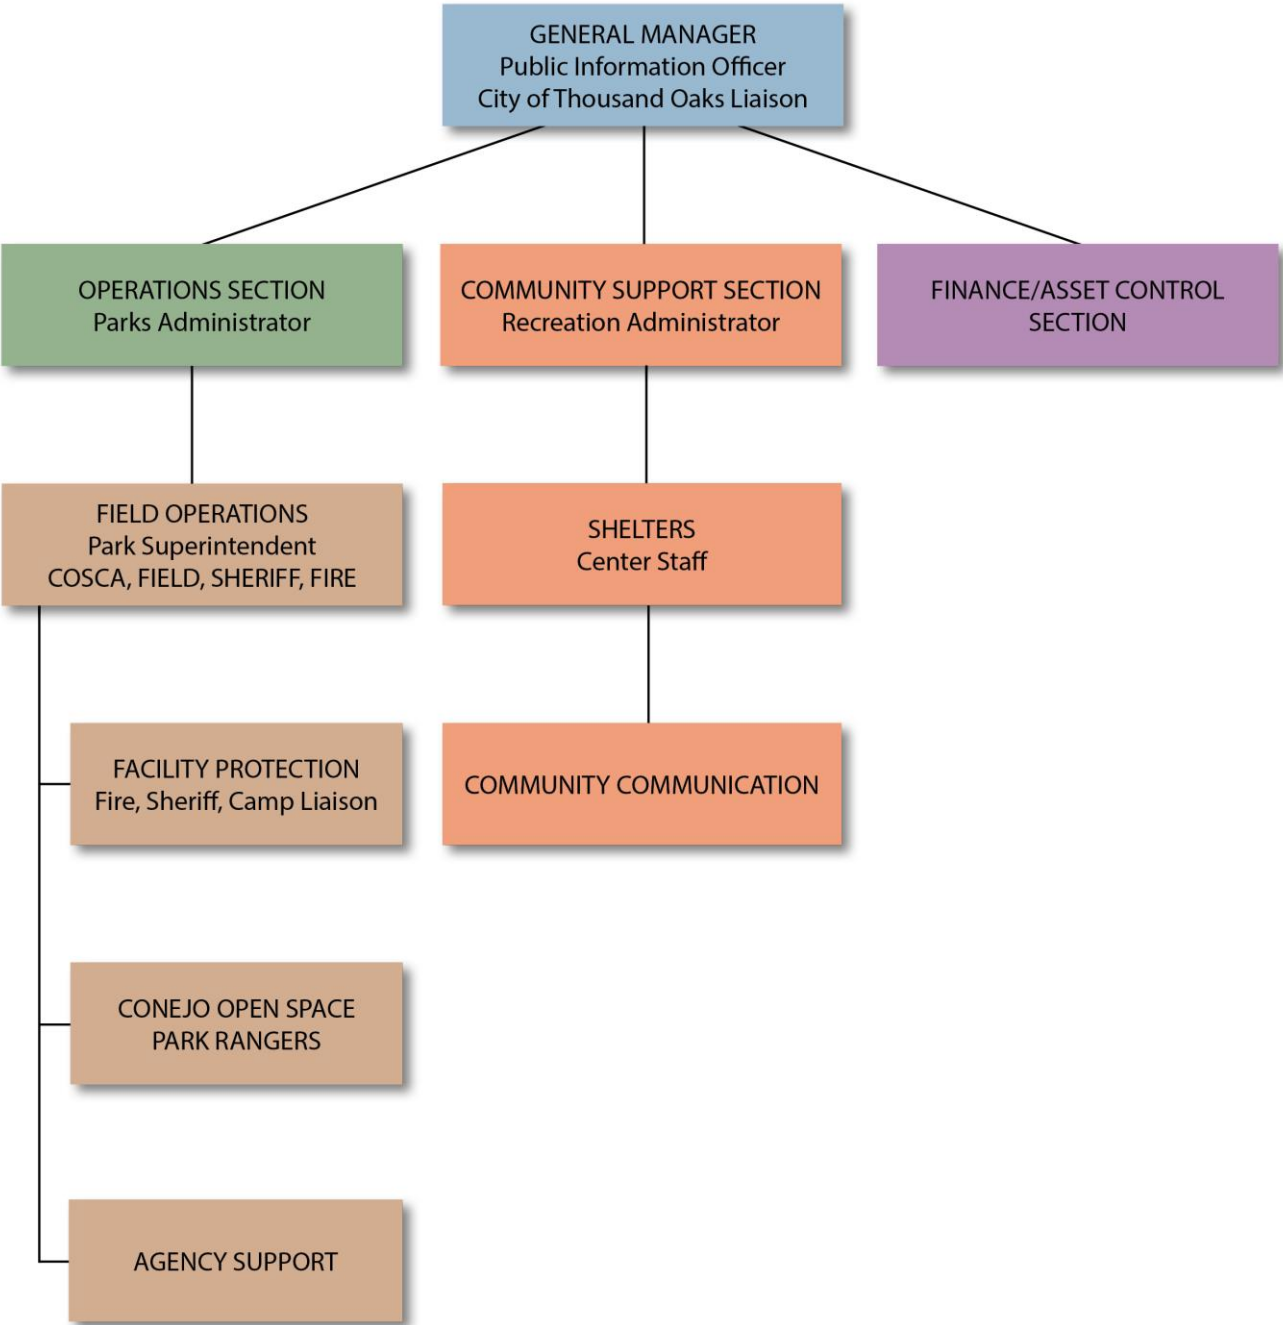 GENERAL MANAGER
Public Information Officer
City of Thousand Oaks Liaison
OPERATIONS SECTION
Parks Administrator
COMMUNITY SUPPORT SECTION
Recreation Administrator
FINANCE/ASSET CONTROL
SECTION
FIELD OPERATIONS
Park Superintendent
COSCA, FIELD, SHERIFF, FIRE
SHELTERS
Center Staff
FACILITY PROTECTION
Fire, Sheriff, Camp Liaison
COMMUNITY COMMUNICATION
CONEJO OPEN SPACE
PARK RANGERS
AGENCY SUPPORT